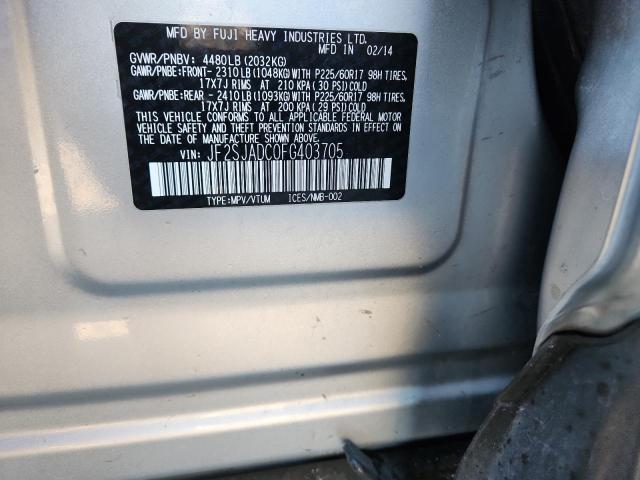 MFD BY FUJI HEAVY INDUSTRIES LTD.
MFD IN 02/14
GVWR/PNBV: 4480LB(2032KG)
GAWR/PNBE:FRONT- 2310LB(1048KG)WITH P225/60R17 98H TIRES,
17X7J RIMS AT 210 KPA(30 PSI)COLD
GAWR/PNBE:REAR - 2410LB(1093KG)WITH P225/60R17 98H TIRES,
17X7J RIMS AT 200 KPA(29 PSI)COLD
THIS VEHICLE CONFORMS TO ALL APPLICABLE FEDERAL MOTOR
VEHICLE SAFETY AND THEFT PREVENTION STANDARDS IN EFFECT ON
THE DATE OF MANUFACTURE SHOWN ABOVE.
VIN: JF2SJADC0FG403705
TYPE:MPV/VTUM ICES/NMB-002